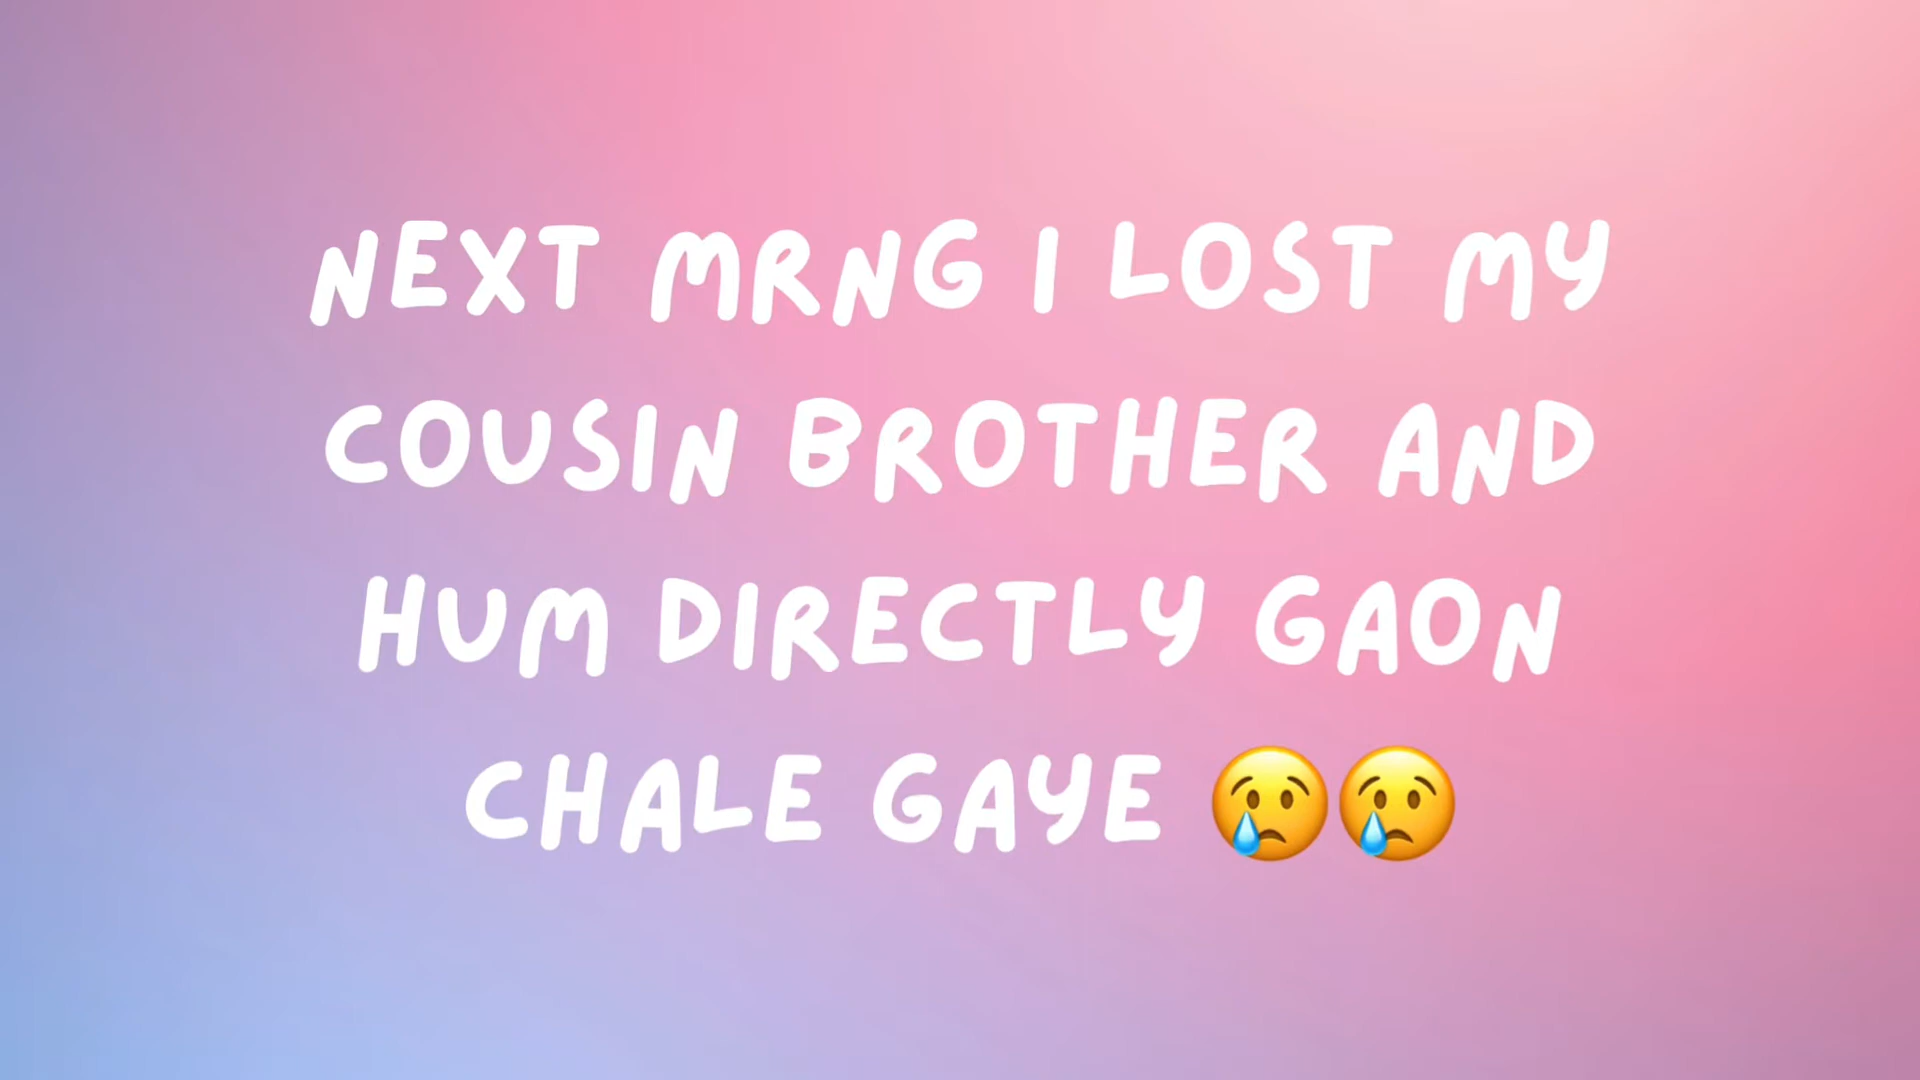 NEXT MRNG I LOST MY
COUSIN BROTHER AND
HUM DIRECTLY GAON
CHALE GAYE 😢😢